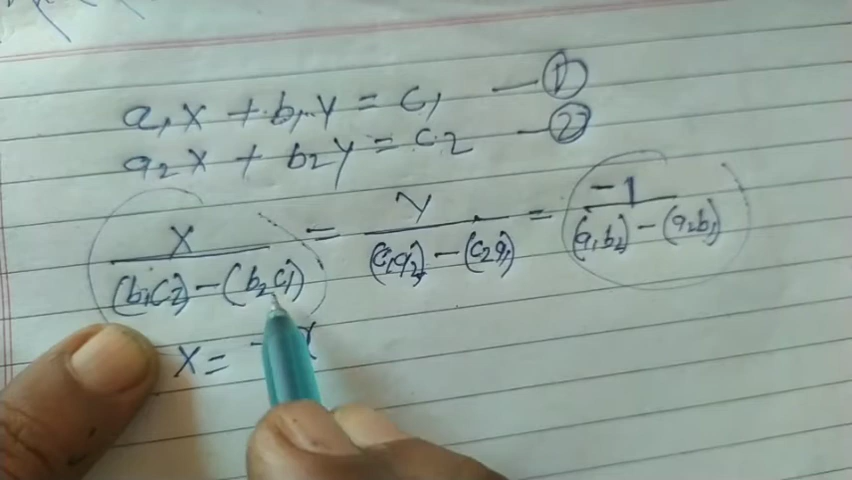 a₁x + b₁y = c₁ — ①
a₂x + b₂y = c₂ — ②
x/((b₁c₂) − (b₂c₁)) = y/((c₁a₂) − (c₂a₁)) = −1/((a₁b₂) − (a₂b₁))
x = −